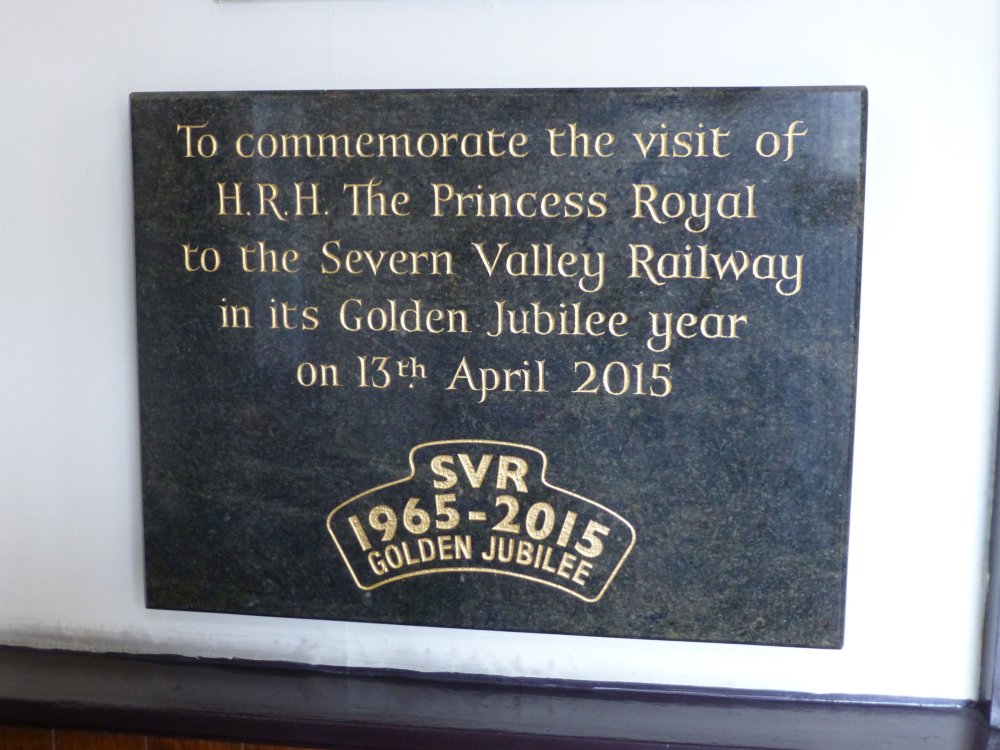 To commemorate the visit of
H.R.H. The Princess Royal
to the Severn Valley Railway
in its Golden Jubilee year
on 13th April 2015
SVR
1965-2015
GOLDEN JUBILEE